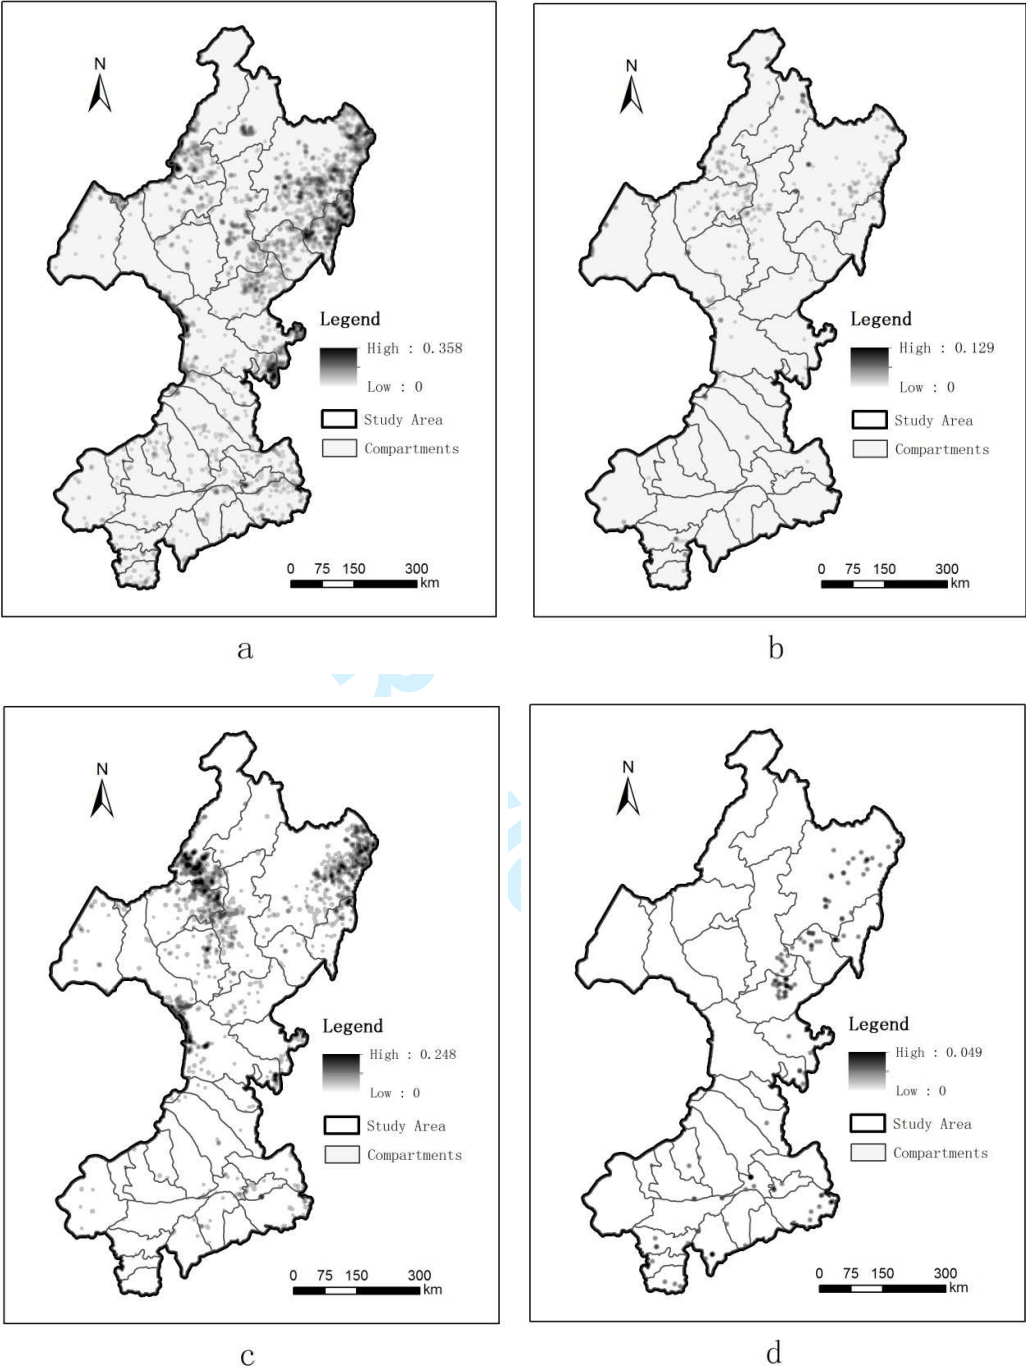 N
Legend
High : 0.358
Low : 0
Study Area
Compartments
0 75 150 300
km
a
N
Legend
High : 0.129
Low : 0
Study Area
Compartments
0 75 150 300
km
b
N
Legend
High : 0.248
Low : 0
Study Area
Compartments
0 75 150 300
km
c
N
Legend
High : 0.049
Low : 0
Study Area
Compartments
0 75 150 300
km
d